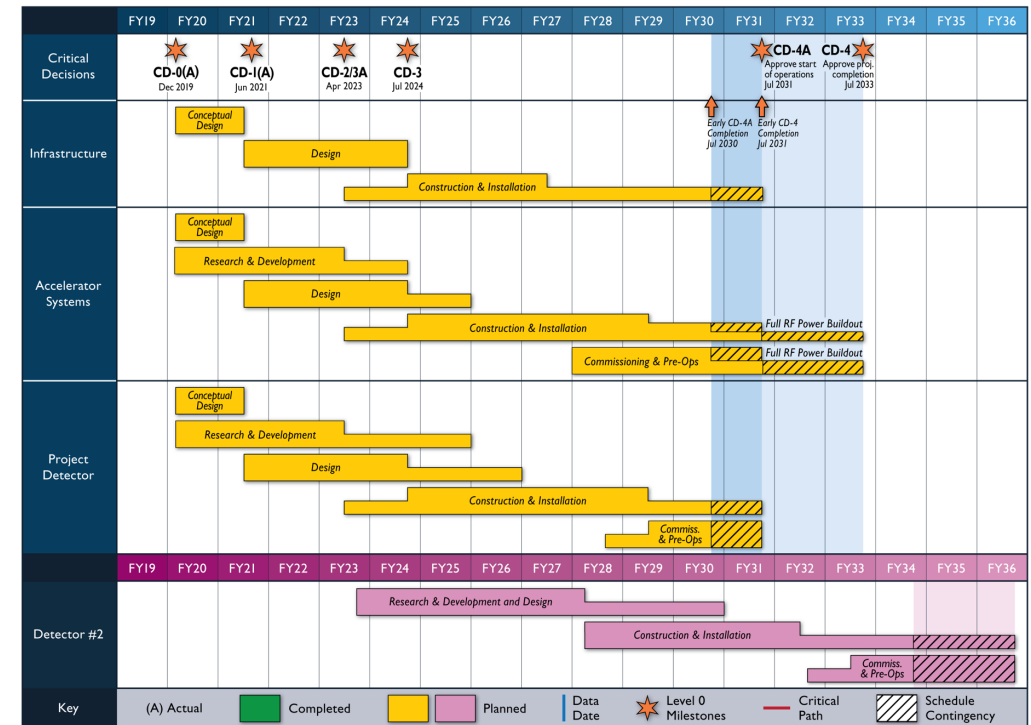 FY19 FY20 FY21 FY22 FY23 FY24 FY25 FY26 FY27 FY28 FY29 FY30 FY31 FY32 FY33 FY34 FY35 FY36
Critical
Decisions
CD-0(A)
Dec 2019
CD-1(A)
Jun 2021
CD-2/3A
Apr 2023
CD-3
Jul 2024
CD-4A
Approve start
of operations
Jul 2031
CD-4
Approve proj.
completion
Jul 2033
Early CD-4A
Completion
Jul 2030
Early CD-4
Completion
Jul 2031
Infrastructure
Conceptual
Design
Design
Construction & Installation
Accelerator
Systems
Conceptual
Design
Research & Development
Design
Construction & Installation
Full RF Power Buildout
Commissioning & Pre-Ops
Full RF Power Buildout
Project
Detector
Conceptual
Design
Research & Development
Design
Construction & Installation
Commiss.
& Pre-Ops
FY19 FY20 FY21 FY22 FY23 FY24 FY25 FY26 FY27 FY28 FY29 FY30 FY31 FY32 FY33 FY34 FY35 FY36
Detector #2
Research & Development and Design
Construction & Installation
Commiss.
& Pre-Ops
Key
(A) Actual
Completed
Planned
Data
Date
Level 0
Milestones
Critical
Path
Schedule
Contingency